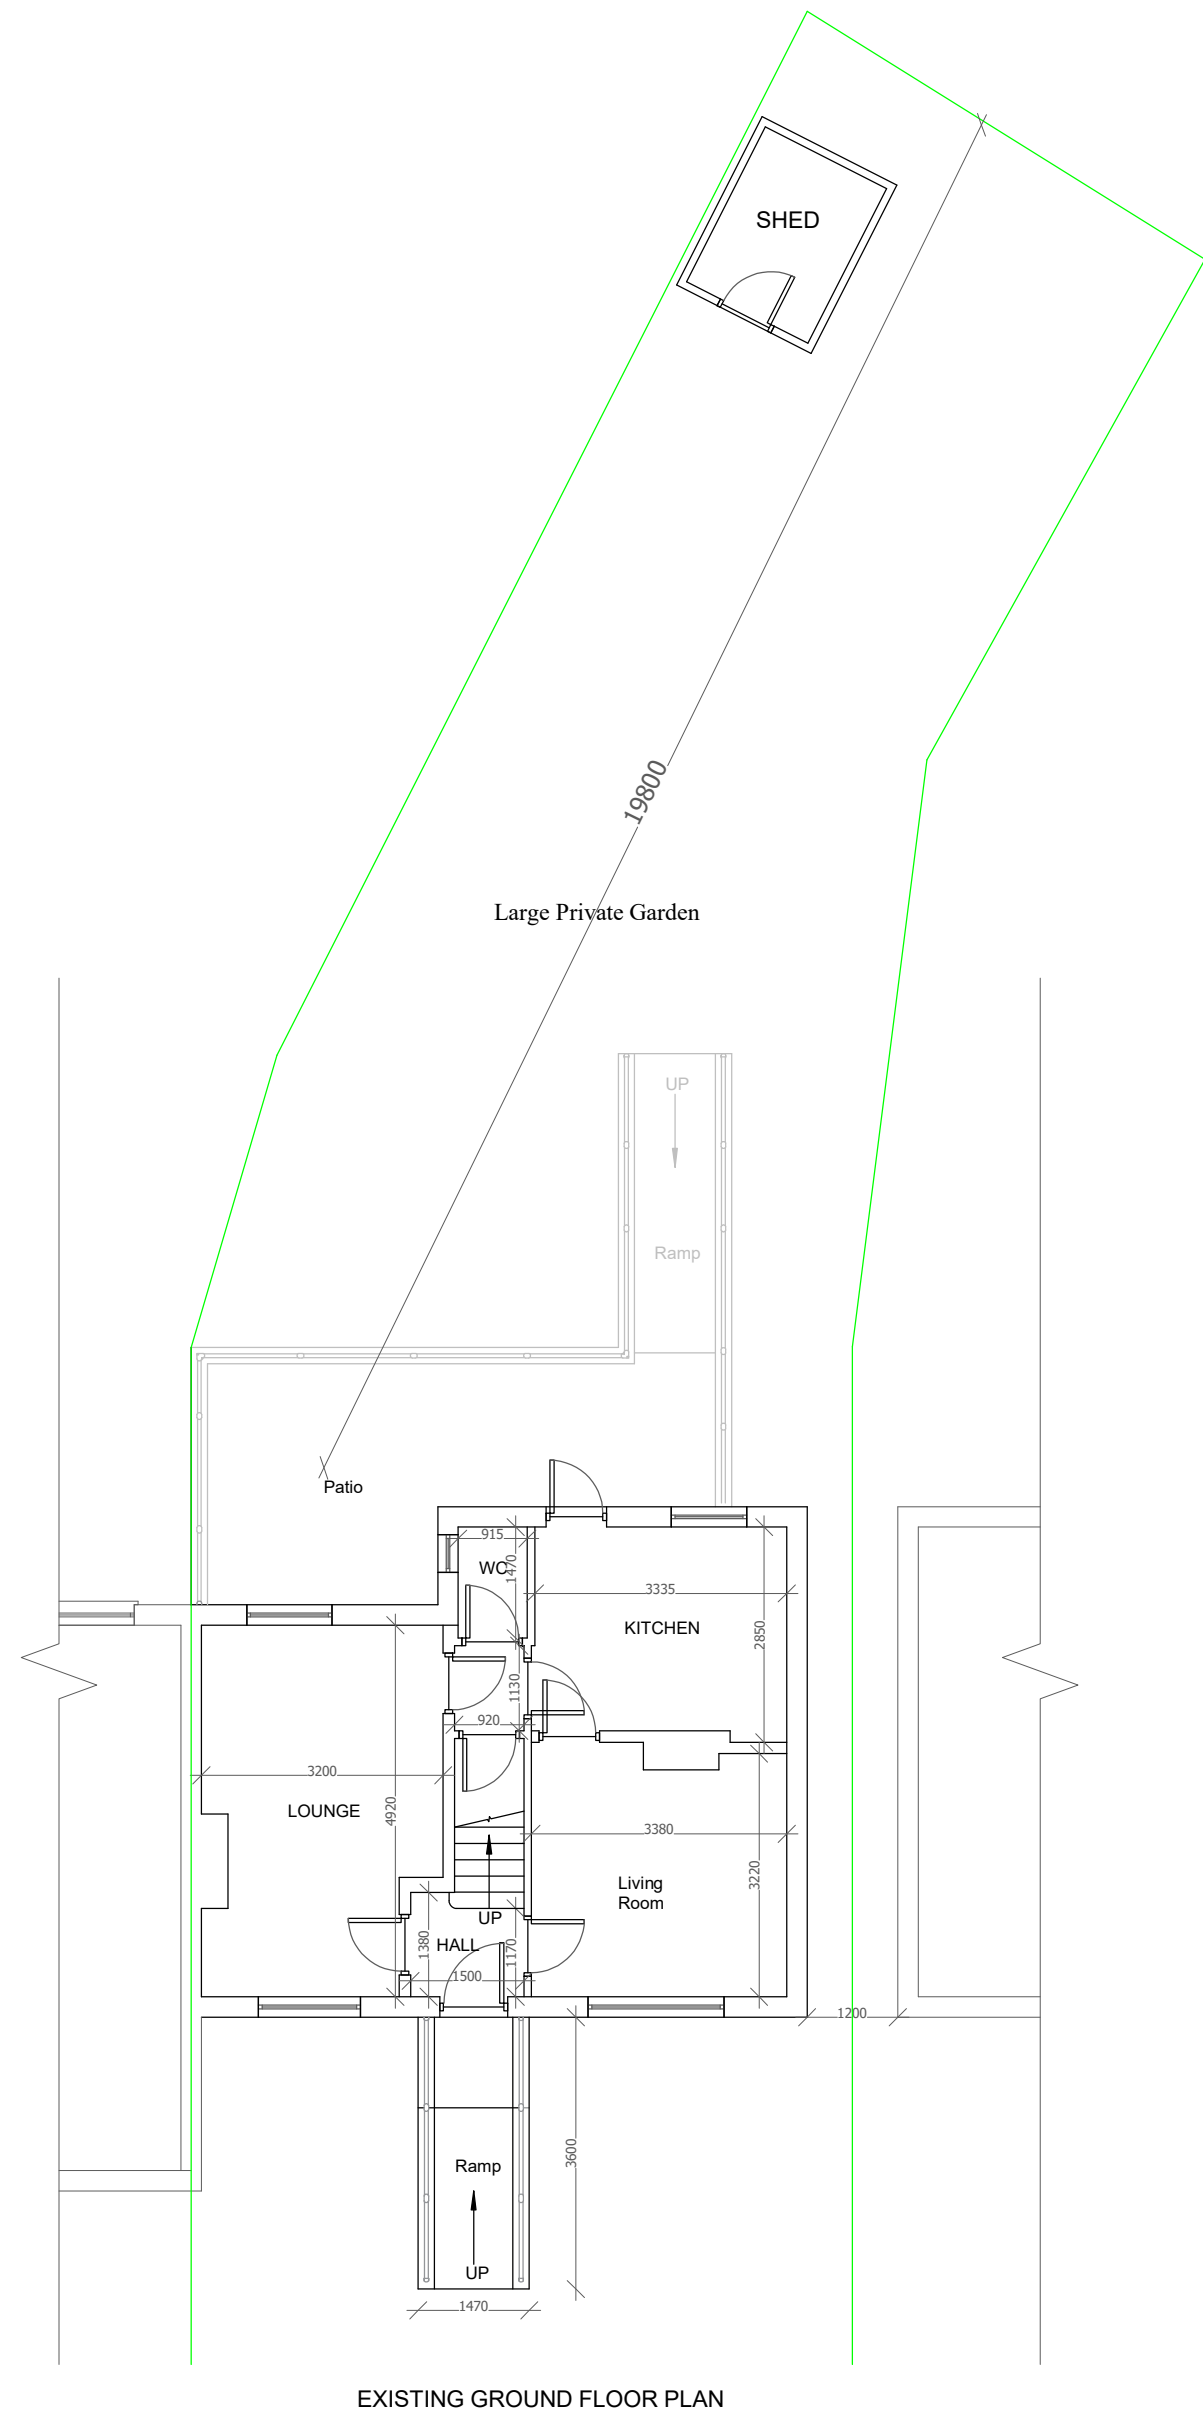 SHED
19800
Large Private Garden
UP
Ramp
Patio
915
WC
1470
3335
KITCHEN
2850
1130
920
3200
LOUNGE
4920
3380
Living
Room
3220
UP
HALL
1380
1170
1500
1200
3600
Ramp
UP
1470
EXISTING GROUND FLOOR PLAN